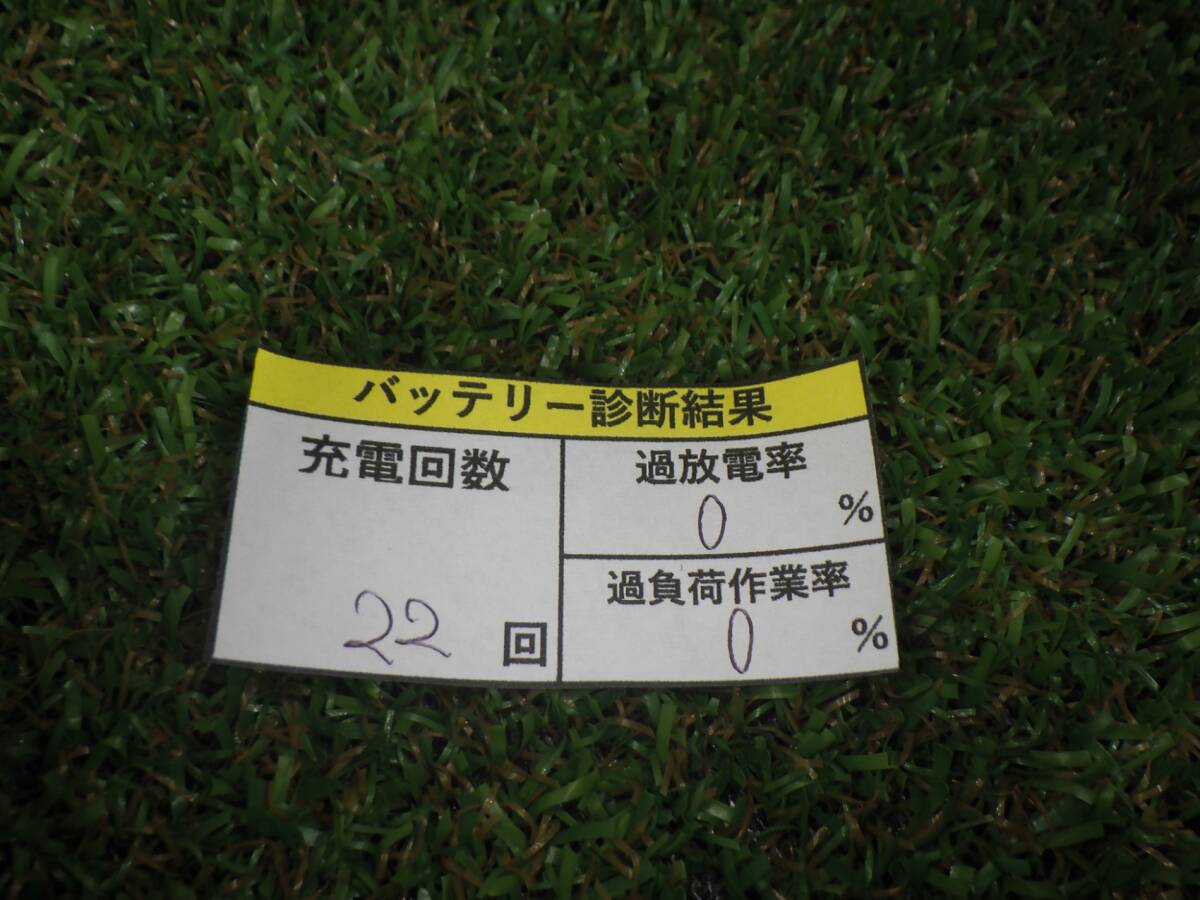 バッテリー診断結果
充電回数
22 回
過放電率
0 %
過負荷作業率
0 %